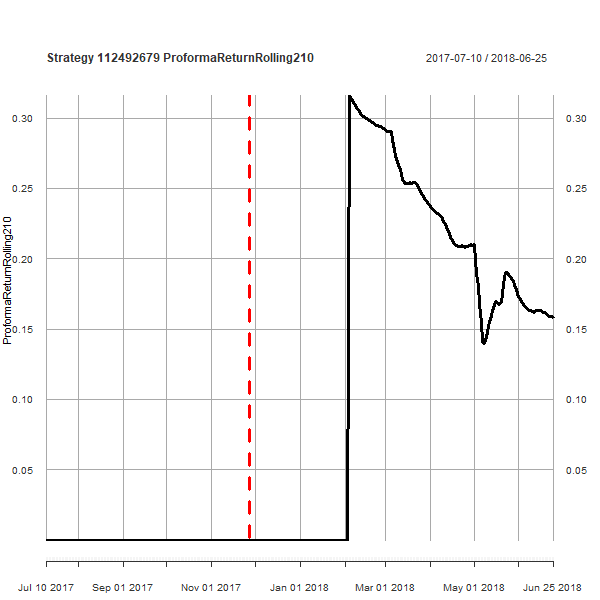 Strategy 112492679 ProformaReturnRolling210
2017-07-10 / 2018-06-25
ProformaReturnRolling210
0.30 0.30
0.25 0.25
0.20 0.20
0.15 0.15
0.10 0.10
0.05 0.05
Jul 10 2017 Sep 01 2017 Nov 01 2017 Jan 01 2018 Mar 01 2018 May 01 2018 Jun 25 2018